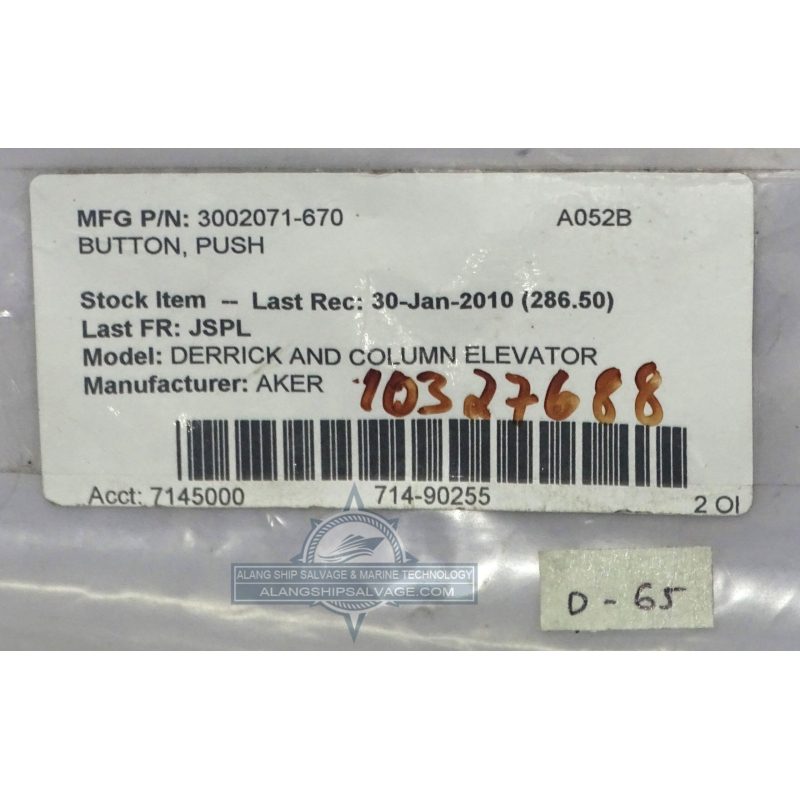 MFG P/N: 3002071-670 A052B
BUTTON, PUSH
Stock Item -- Last Rec: 30-Jan-2010 (286.50)
Last FR: JSPL
Model: DERRICK AND COLUMN ELEVATOR
Manufacturer: AKER 10327688
Acct: 7145000 714-90255 2 OI
ALANG SHIP SALVAGE & MARINE TECHNOLOGY
ALANGSHIPSALVAGE.COM
D-65